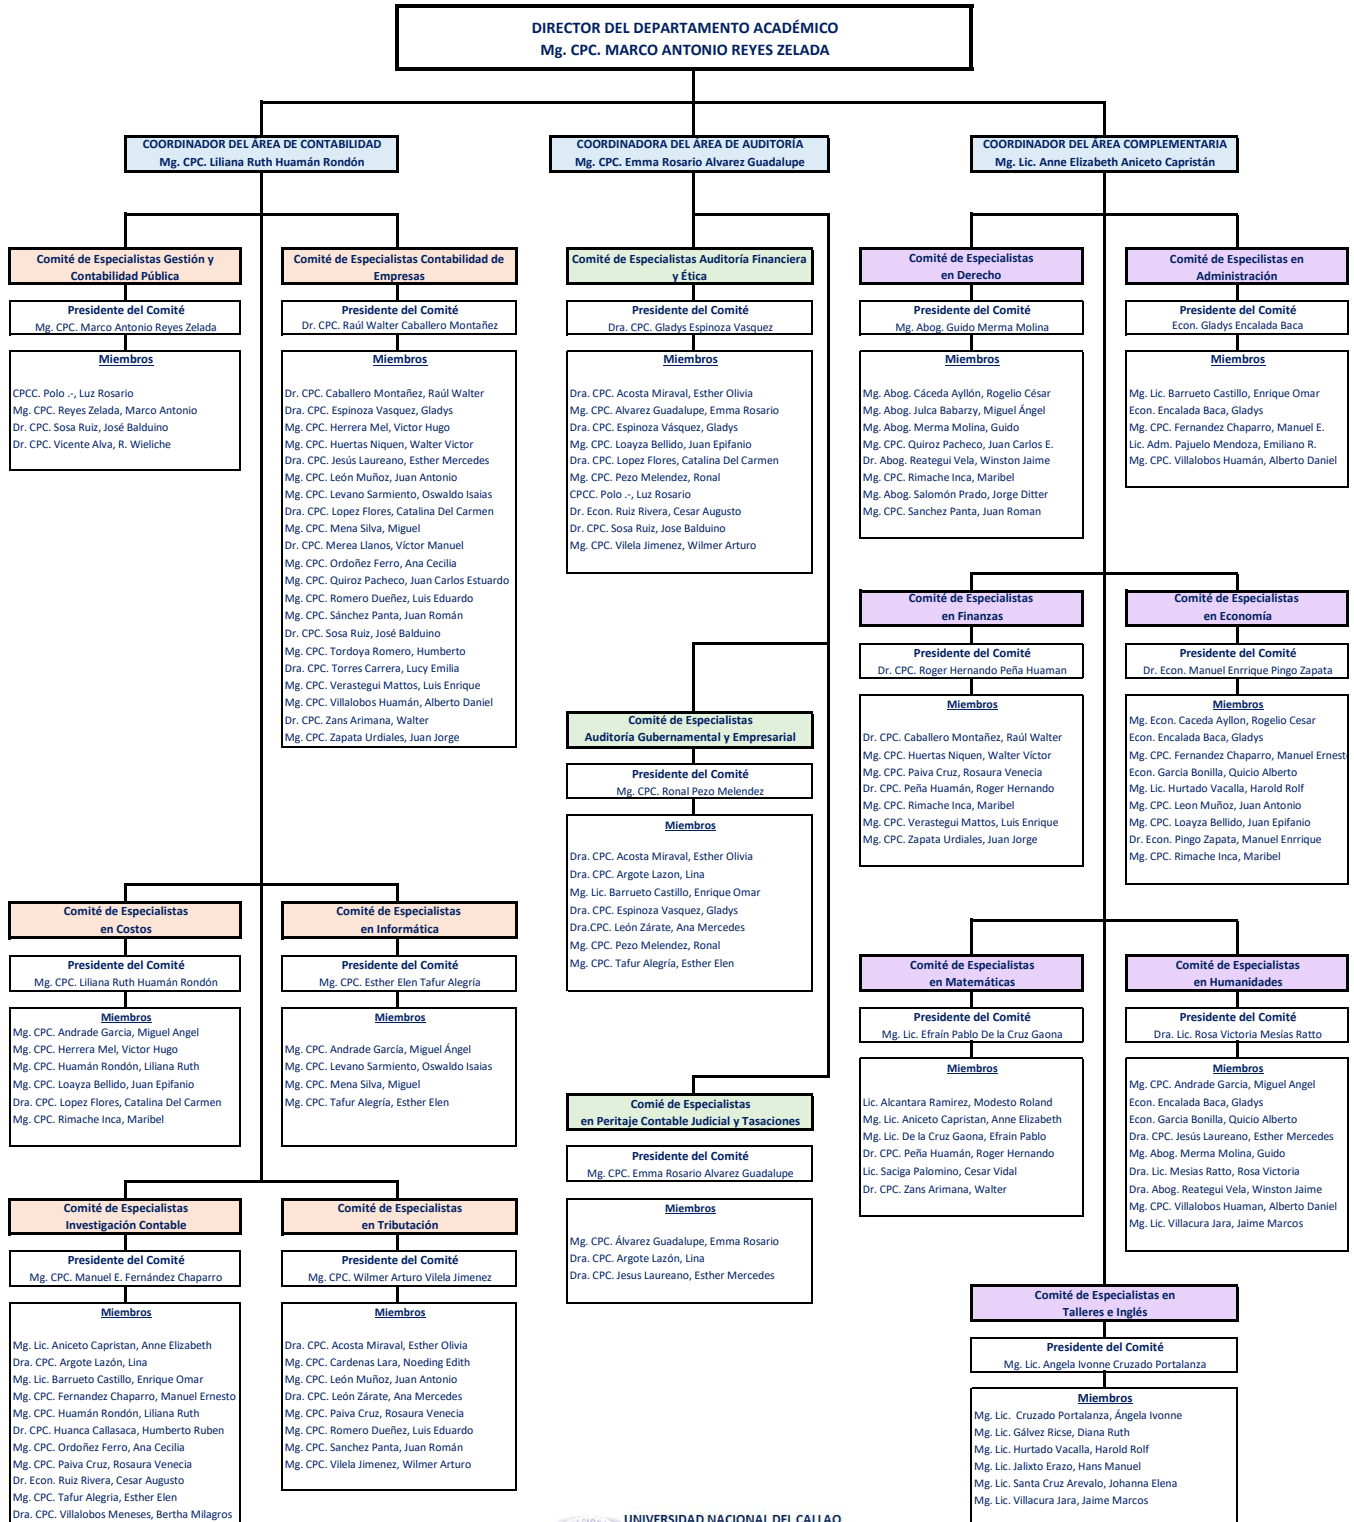 DIRECTOR DEL DEPARTAMENTO ACADÉMICO
Mg. CPC. MARCO ANTONIO REYES ZELADA
COORDINADOR DEL ÁREA DE CONTABILIDAD
Mg. CPC. Liliana Ruth Huamán Rondón
COORDINADORA DEL ÁREA DE AUDITORÍA
Mg. CPC. Emma Rosario Alvarez Guadalupe
COORDINADOR DEL ÁREA COMPLEMENTARIA
Mg. Lic. Anne Elizabeth Aniceto Capristán
Comité de Especialistas Gestión y
Contabilidad Pública
Presidente del Comité
Mg. CPC. Marco Antonio Reyes Zelada
Miembros
CPCC. Polo .-, Luz Rosario
Mg. CPC. Reyes Zelada, Marco Antonio
Dr. CPC. Sosa Ruiz, José Balduino
Dr. CPC. Vicente Alva, R. Wieliche
Comité de Especialistas Contabilidad de
Empresas
Presidente del Comité
Dr. CPC. Raúl Walter Caballero Montañez
Miembros
Dr. CPC. Caballero Montañez, Raúl Walter
Dra. CPC. Espinoza Vasquez, Gladys
Mg. CPC. Herrera Mel, Victor Hugo
Mg. CPC. Huertas Niquen, Walter Victor
Dra. CPC. Jesús Laureano, Esther Mercedes
Mg. CPC. León Muñoz, Juan Antonio
Mg. CPC. Levano Sarmiento, Oswaldo Isaias
Dra. CPC. Lopez Flores, Catalina Del Carmen
Mg. CPC. Mena Silva, Miguel
Dr. CPC. Merea Llanos, Víctor Manuel
Mg. CPC. Ordoñez Ferro, Ana Cecilia
Mg. CPC. Quiroz Pacheco, Juan Carlos Estuardo
Mg. CPC. Romero Dueñez, Luis Eduardo
Mg. CPC. Sánchez Panta, Juan Román
Dr. CPC. Sosa Ruiz, José Balduino
Mg. CPC. Tordoya Romero, Humberto
Dra. CPC. Torres Carrera, Lucy Emilia
Mg. CPC. Verastegui Mattos, Luis Enrique
Mg. CPC. Villalobos Huamán, Alberto Daniel
Dr. CPC. Zans Arimana, Walter
Mg. CPC. Zapata Urdiales, Juan Jorge
Comité de Especialistas Auditoría Financiera
y Ética
Presidente del Comité
Dra. CPC. Gladys Espinoza Vasquez
Miembros
Dra. CPC. Acosta Miraval, Esther Olivia
Mg. CPC. Alvarez Guadalupe, Emma Rosario
Dra. CPC. Espinoza Vásquez, Gladys
Mg. CPC. Loayza Bellido, Juan Epifanio
Dra. CPC. Lopez Flores, Catalina Del Carmen
Mg. CPC. Pezo Melendez, Ronal
CPCC. Polo .-, Luz Rosario
Dr. Econ. Ruiz Rivera, Cesar Augusto
Dr. CPC. Sosa Ruiz, Jose Balduino
Mg. CPC. Vilela Jimenez, Wilmer Arturo
Comité de Especialistas
en Derecho
Presidente del Comité
Mg. Abog. Guido Merma Molina
Miembros
Mg. Abog. Cáceda Ayllón, Rogelio César
Mg. Abog. Julca Babarzy, Miguel Ángel
Mg. Abog. Merma Molina, Guido
Mg. CPC. Quiroz Pacheco, Juan Carlos E.
Dr. Abog. Reategui Vela, Winston Jaime
Mg. CPC. Rimache Inca, Maribel
Mg. Abog. Salomón Prado, Jorge Ditter
Mg. CPC. Sanchez Panta, Juan Roman
Comité de Especilistas en
Administración
Presidente del Comité
Econ. Gladys Encalada Baca
Miembros
Mg. Lic. Barrueto Castillo, Enrique Omar
Econ. Encalada Baca, Gladys
Mg. CPC. Fernandez Chaparro, Manuel E.
Lic. Adm. Pajuelo Mendoza, Emiliano R.
Mg. CPC. Villalobos Huamán, Alberto Daniel
Comité de Especialistas
en Finanzas
Presidente del Comité
Dr. CPC. Roger Hernando Peña Huaman
Miembros
Dr. CPC. Caballero Montañez, Raúl Walter
Mg. CPC. Huertas Niquen, Walter Víctor
Mg. CPC. Paiva Cruz, Rosaura Venecia
Dr. CPC. Peña Huamán, Roger Hernando
Mg. CPC. Rimache Inca, Maribel
Mg. CPC. Verastegui Mattos, Luis Enrique
Mg. CPC. Zapata Urdiales, Juan Jorge
Comité de Especialistas
en Economía
Presidente del Comité
Dr. Econ. Manuel Enrrique Pingo Zapata
Miembros
Mg. Econ. Caceda Ayllon, Rogelio Cesar
Econ. Encalada Baca, Gladys
Mg. CPC. Fernandez Chaparro, Manuel Ernest
Econ. Garcia Bonilla, Quicio Alberto
Mg. Lic. Hurtado Vacalla, Harold Rolf
Mg. CPC. Leon Muñoz, Juan Antonio
Mg. CPC. Loayza Bellido, Juan Epifanio
Dr. Econ. Pingo Zapata, Manuel Enrrique
Mg. CPC. Rimache Inca, Maribel
Comité de Especialistas
Auditoría Gubernamental y Empresarial
Presidente del Comité
Mg. CPC. Ronal Pezo Melendez
Miembros
Dra. CPC. Acosta Miraval, Esther Olivia
Dra. CPC. Argote Lazon, Lina
Mg. Lic. Barrueto Castillo, Enrique Omar
Dra. CPC. Espinoza Vasquez, Gladys
Dra.CPC. León Zárate, Ana Mercedes
Mg. CPC. Pezo Melendez, Ronal
Mg. CPC. Tafur Alegría, Esther Elen
Comité de Especialistas
en Costos
Presidente del Comité
Mg. CPC. Liliana Ruth Huamán Rondón
Miembros
Mg. CPC. Andrade Garcia, Miguel Angel
Mg. CPC. Herrera Mel, Victor Hugo
Mg. CPC. Huamán Rondón, Liliana Ruth
Mg. CPC. Loayza Bellido, Juan Epifanio
Dra. CPC. Lopez Flores, Catalina Del Carmen
Mg. CPC. Rimache Inca, Maribel
Comité de Especialistas
en Informática
Presidente del Comité
Mg. CPC. Esther Elen Tafur Alegría
Miembros
Mg. CPC. Andrade García, Miguel Ángel
Mg. CPC. Levano Sarmiento, Oswaldo Isaias
Mg. CPC. Mena Silva, Miguel
Mg. CPC. Tafur Alegría, Esther Elen
Comité de Especialistas
en Matemáticas
Presidente del Comité
Mg. Lic. Efraín Pablo De la Cruz Gaona
Miembros
Lic. Alcantara Ramirez, Modesto Roland
Mg. Lic. Aniceto Capristan, Anne Elizabeth
Mg. Lic. De la Cruz Gaona, Efrain Pablo
Dr. CPC. Peña Huamán, Roger Hernando
Lic. Saciga Palomino, Cesar Vidal
Dr. CPC. Zans Arimana, Walter
Comité de Especialistas
en Humanidades
Presidente del Comité
Dra. Lic. Rosa Victoria Mesías Ratto
Miembros
Mg. CPC. Andrade Garcia, Miguel Angel
Econ. Encalada Baca, Gladys
Econ. Garcia Bonilla, Quicio Alberto
Dra. CPC. Jesús Laureano, Esther Mercedes
Mg. Abog. Merma Molina, Guido
Dra. Lic. Mesias Ratto, Rosa Victoria
Dra. Abog. Reategui Vela, Winston Jaime
Mg. CPC. Villalobos Huaman, Alberto Daniel
Mg. Lic. Villacura Jara, Jaime Marcos
Comié de Especialistas
en Peritaje Contable Judicial y Tasaciones
Presidente del Comité
Mg. CPC. Emma Rosario Alvarez Guadalupe
Miembros
Mg. CPC. Álvarez Guadalupe, Emma Rosario
Dra. CPC. Argote Lazón, Lina
Dra. CPC. Jesus Laureano, Esther Mercedes
Comité de Especialistas
Investigación Contable
Presidente del Comité
Mg. CPC. Manuel E. Fernández Chaparro
Miembros
Mg. Lic. Aniceto Capristan, Anne Elizabeth
Dra. CPC. Argote Lazón, Lina
Mg. Lic. Barrueto Castillo, Enrique Omar
Mg. CPC. Fernandez Chaparro, Manuel Ernesto
Mg. CPC. Huamán Rondón, Liliana Ruth
Dr. CPC. Huanca Callasaca, Humberto Ruben
Mg. CPC. Ordoñez Ferro, Ana Cecilia
Mg. CPC. Paiva Cruz, Rosaura Venecia
Dr. Econ. Ruiz Rivera, Cesar Augusto
Mg. CPC. Tafur Alegria, Esther Elen
Dra. CPC. Villalobos Meneses, Bertha Milagros
Comité de Especialistas
en Tributación
Presidente del Comité
Mg. CPC. Wilmer Arturo Vilela Jimenez
Miembros
Dra. CPC. Acosta Miraval, Esther Olivia
Mg. CPC. Cardenas Lara, Noeding Edith
Mg. CPC. León Muñoz, Juan Antonio
Dra. CPC. León Zárate, Ana Mercedes
Mg. CPC. Paiva Cruz, Rosaura Venecia
Mg. CPC. Romero Dueñez, Luis Eduardo
Mg. CPC. Sanchez Panta, Juan Román
Mg. CPC. Vilela Jimenez, Wilmer Arturo
Comité de Especialistas en
Talleres e Inglés
Presidente del Comité
Mg. Lic. Angela Ivonne Cruzado Portalanza
Miembros
Mg. Lic. Cruzado Portalanza, Ángela Ivonne
Mg. Lic. Gálvez Ricse, Diana Ruth
Mg. Lic. Hurtado Vacalla, Harold Rolf
Mg. Lic. Jalixto Erazo, Hans Manuel
Mg. Lic. Santa Cruz Arevalo, Johanna Elena
Mg. Lic. Villacura Jara, Jaime Marcos
UNIVERSIDAD NACIONAL DEL CALLAO